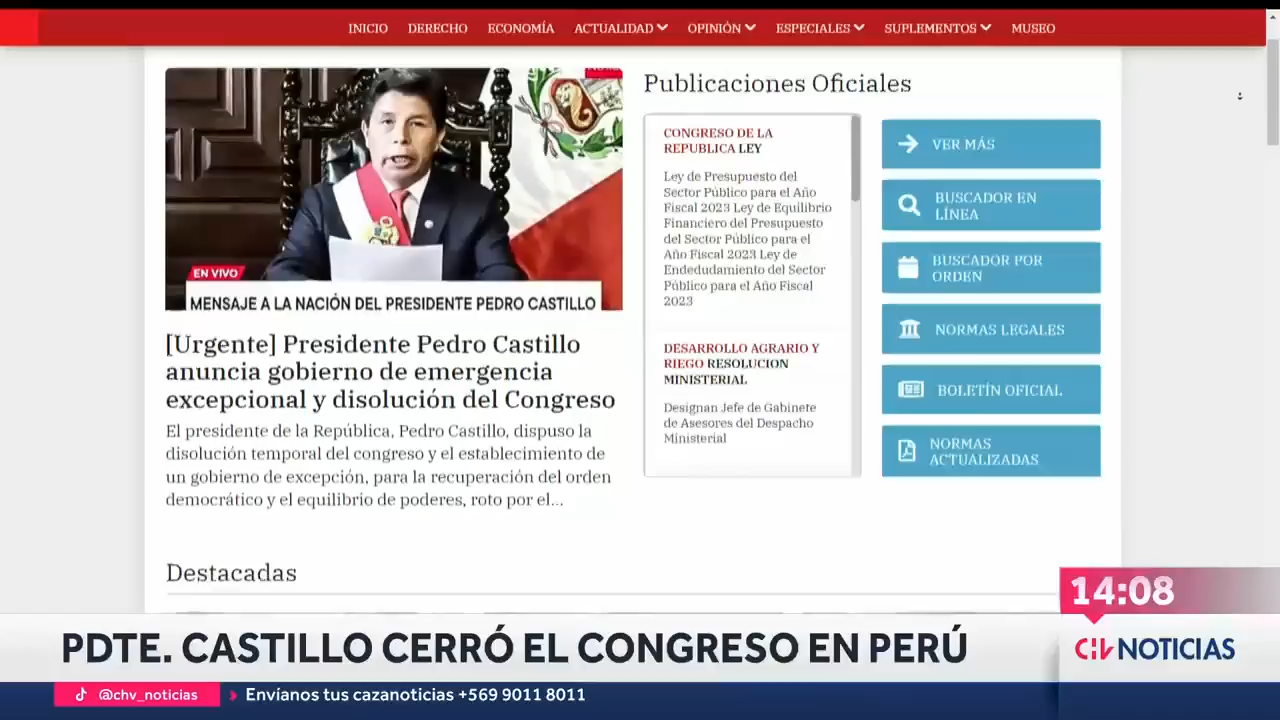 INICIO DERECHO ECONOMÍA ACTUALIDAD OPINIÓN ESPECIALES SUPLEMENTOS MUSEO
EN VIVO
MENSAJE A LA NACIÓN DEL PRESIDENTE PEDRO CASTILLO
[Urgente] Presidente Pedro Castillo
anuncia gobierno de emergencia
excepcional y disolución del Congreso
El presidente de la República, Pedro Castillo, dispuso la
disolución temporal del congreso y el establecimiento de
un gobierno de excepción, para la recuperación del orden
democrático y el equilibrio de poderes, roto por el...
Publicaciones Oficiales
CONGRESO DE LA
REPUBLICA LEY
Ley de Presupuesto del
Sector Público para el Año
Fiscal 2023 Ley de Equilibrio
Financiero del Presupuesto
del Sector Público para el
Año Fiscal 2023 Ley de
Endedudamiento del Sector
Público para el Año Fiscal
2023
DESARROLLO AGRARIO Y
RIEGO RESOLUCION
MINISTERIAL
Designan Jefe de Gabinete
de Asesores del Despacho
Ministerial
VER MÁS
BUSCADOR EN
LÍNEA
BUSCADOR POR
ORDEN
NORMAS LEGALES
BOLETÍN OFICIAL
NORMAS
ACTUALIZADAS
Destacadas
14:08
PDTE. CASTILLO CERRÓ EL CONGRESO EN PERÚ
CHV NOTICIAS
@chv_noticias
Envíanos tus cazanoticias +569 9011 8011